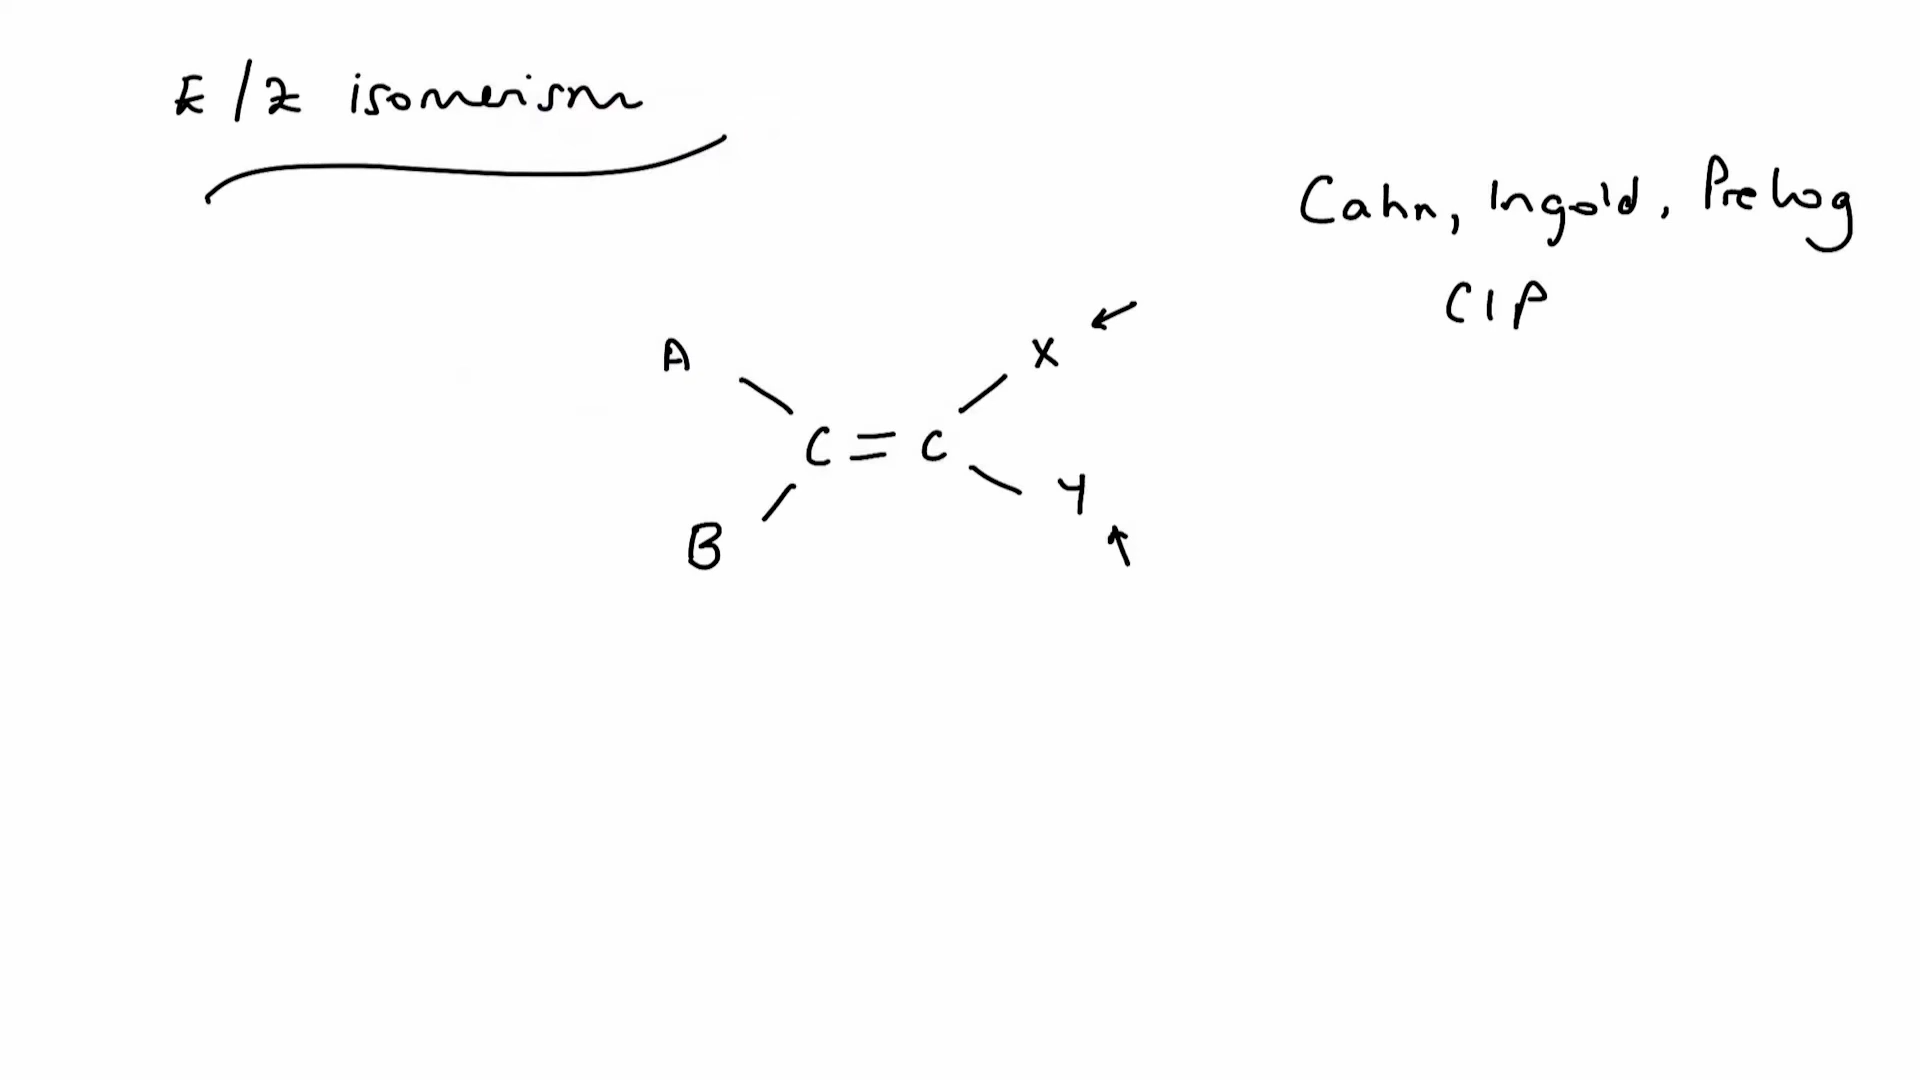 E/Z isomerism
Cahn, Ingold, Prelog
CIP
A X
C = C
B Y